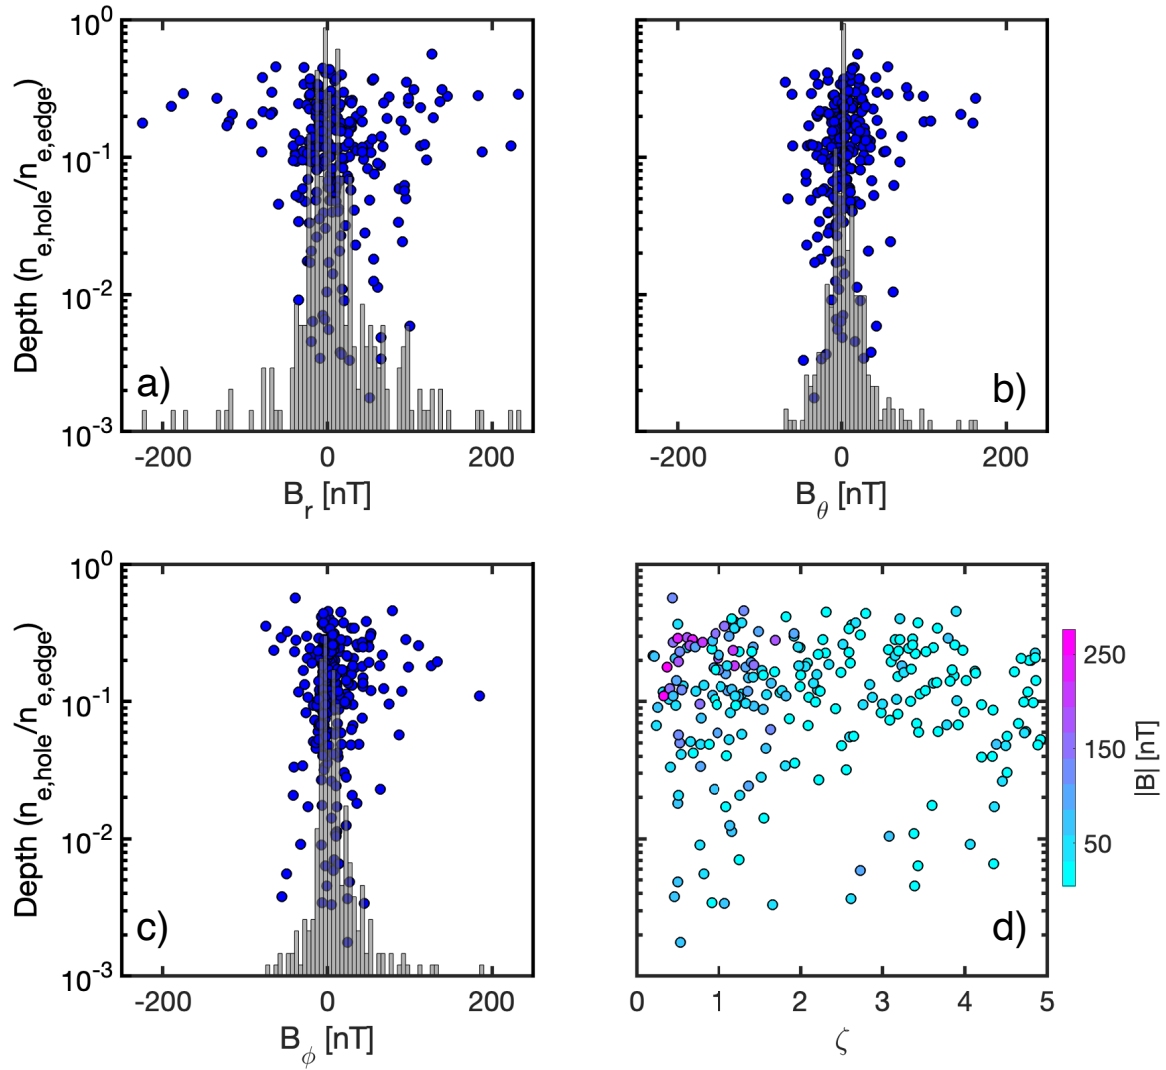 10^0
10^-1
10^-2
10^-3
Depth (n_e,hole/n_e,edge)
a)
-200 0 200
B_r [nT]
b)
-200 0 200
B_θ [nT]
10^0
10^-1
10^-2
10^-3
Depth (n_e,hole/n_e,edge)
c)
-200 0 200
B_ϕ [nT]
d)
0 1 2 3 4 5
ζ
250
150
50
|B| [nT]